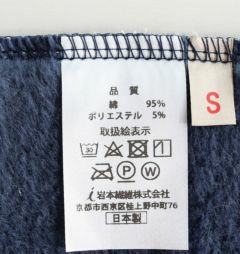 品質
綿 95%
ポリエステル 5%
取扱絵表示
30
P W
i 岩本繊維株式会社
京都市西京区桂上野中町76
日本製
S